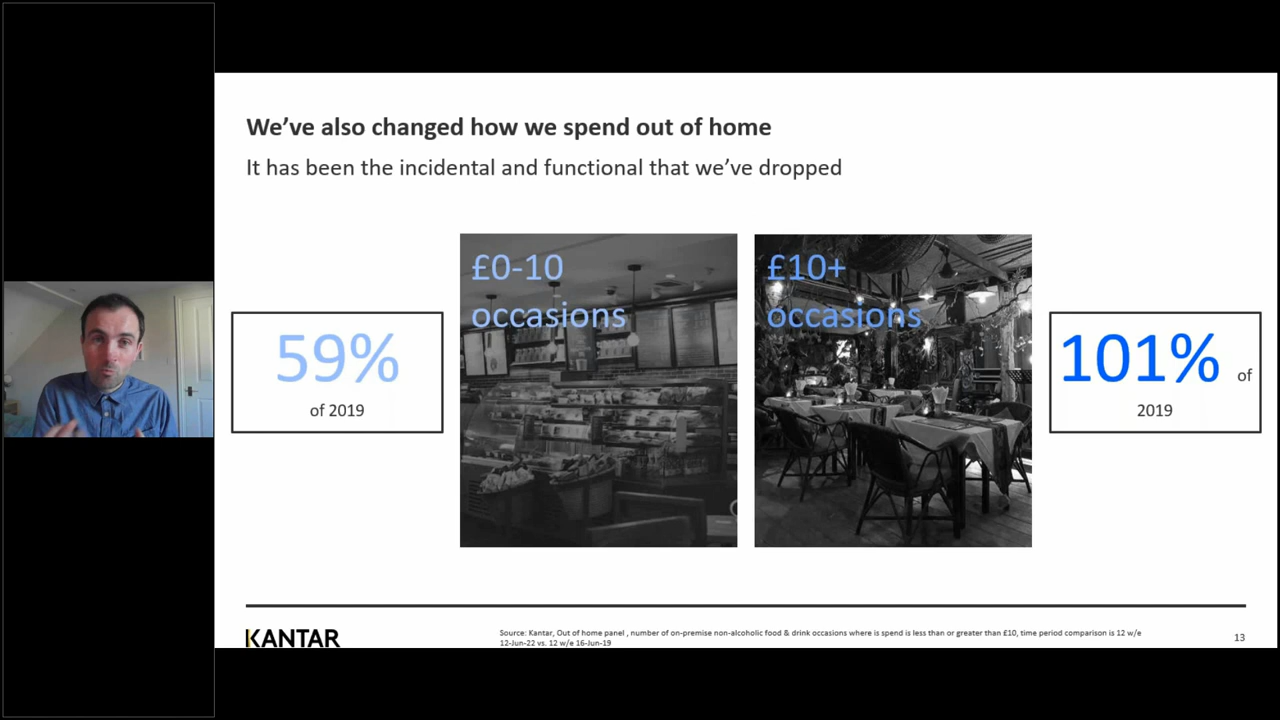 We’ve also changed how we spend out of home
It has been the incidental and functional that we’ve dropped
£0-10
occasions
£10+
occasions
59%
of 2019
101% of
2019
KANTAR
Source: Kantar, Out of home panel , number of on-premise non-alcoholic food & drink occasions where is spend is less than or greater than £10, time period comparison is 12 w/e
12-Jun-22 vs. 12 w/e 16-Jun-19
13